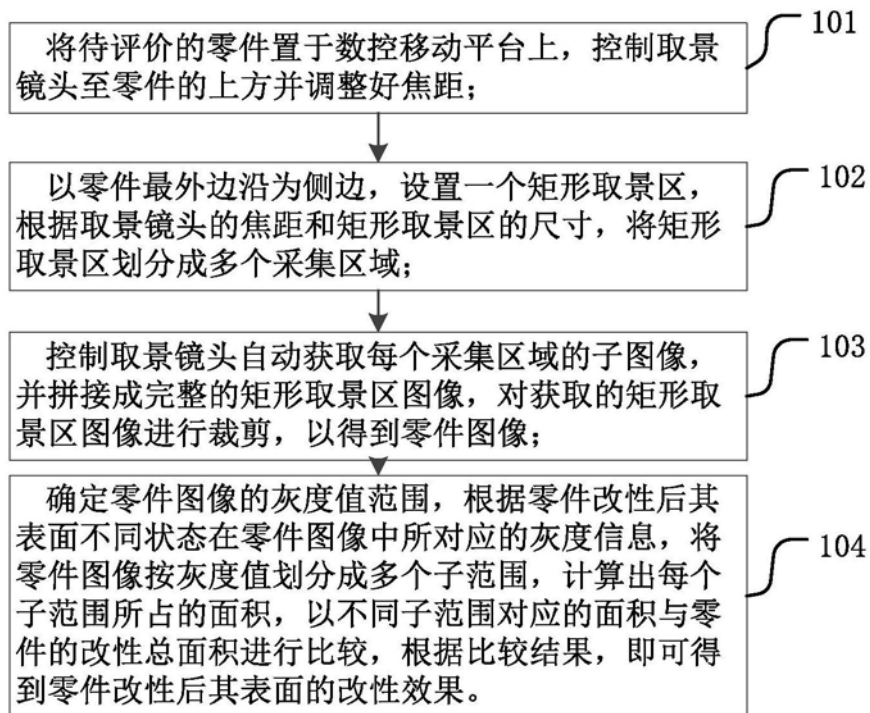 将待评价的零件置于数控移动平台上，控制取景
镜头至零件的上方并调整好焦距；
101
以零件最外边沿为侧边，设置一个矩形取景区，
根据取景镜头的焦距和矩形取景区的尺寸，将矩形
取景区划分成多个采集区域；
102
控制取景镜头自动获取每个采集区域的子图像，
并拼接成完整的矩形取景区图像，对获取的矩形取
景区图像进行裁剪，以得到零件图像；
103
确定零件图像的灰度值范围，根据零件改性后其
表面不同状态在零件图像中所对应的灰度信息，将
零件图像按灰度值划分成多个子范围，计算出每个
子范围所占的面积，以不同子范围对应的面积与零
件的改性总面积进行比较，根据比较结果，即可得
到零件改性后其表面的改性效果。
104